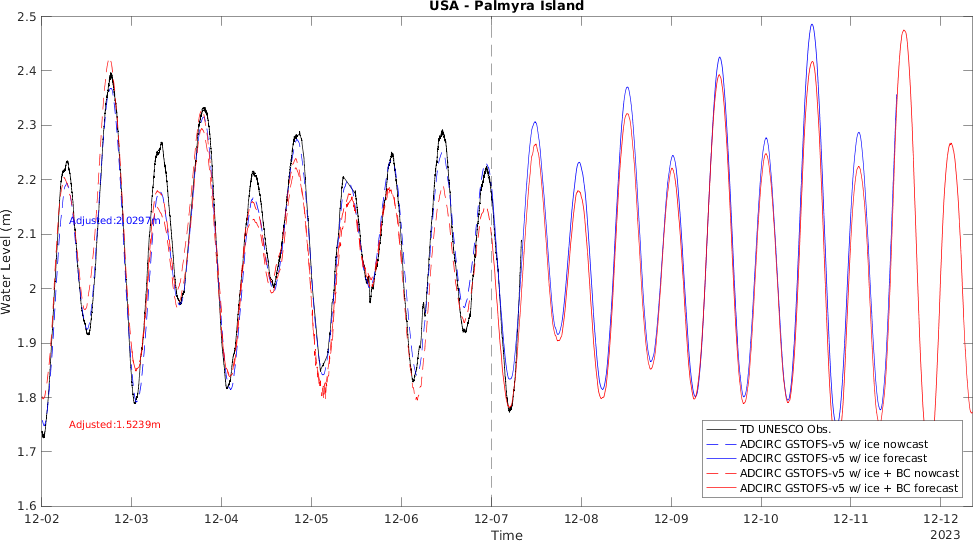 USA - Palmyra Island
2.5
2.4
2.3
2.2
2.1
2
1.9
1.8
1.7
1.6
Water Level (m)
Adjusted:2.0297m
Adjusted:1.5239m
TD UNESCO Obs.
ADCIRC GSTOFS-v5 w/ ice nowcast
ADCIRC GSTOFS-v5 w/ ice forecast
ADCIRC GSTOFS-v5 w/ ice + BC nowcast
ADCIRC GSTOFS-v5 w/ ice + BC forecast
12-02 12-03 12-04 12-05 12-06 12-07 12-08 12-09 12-10 12-11 12-12
2023
Time